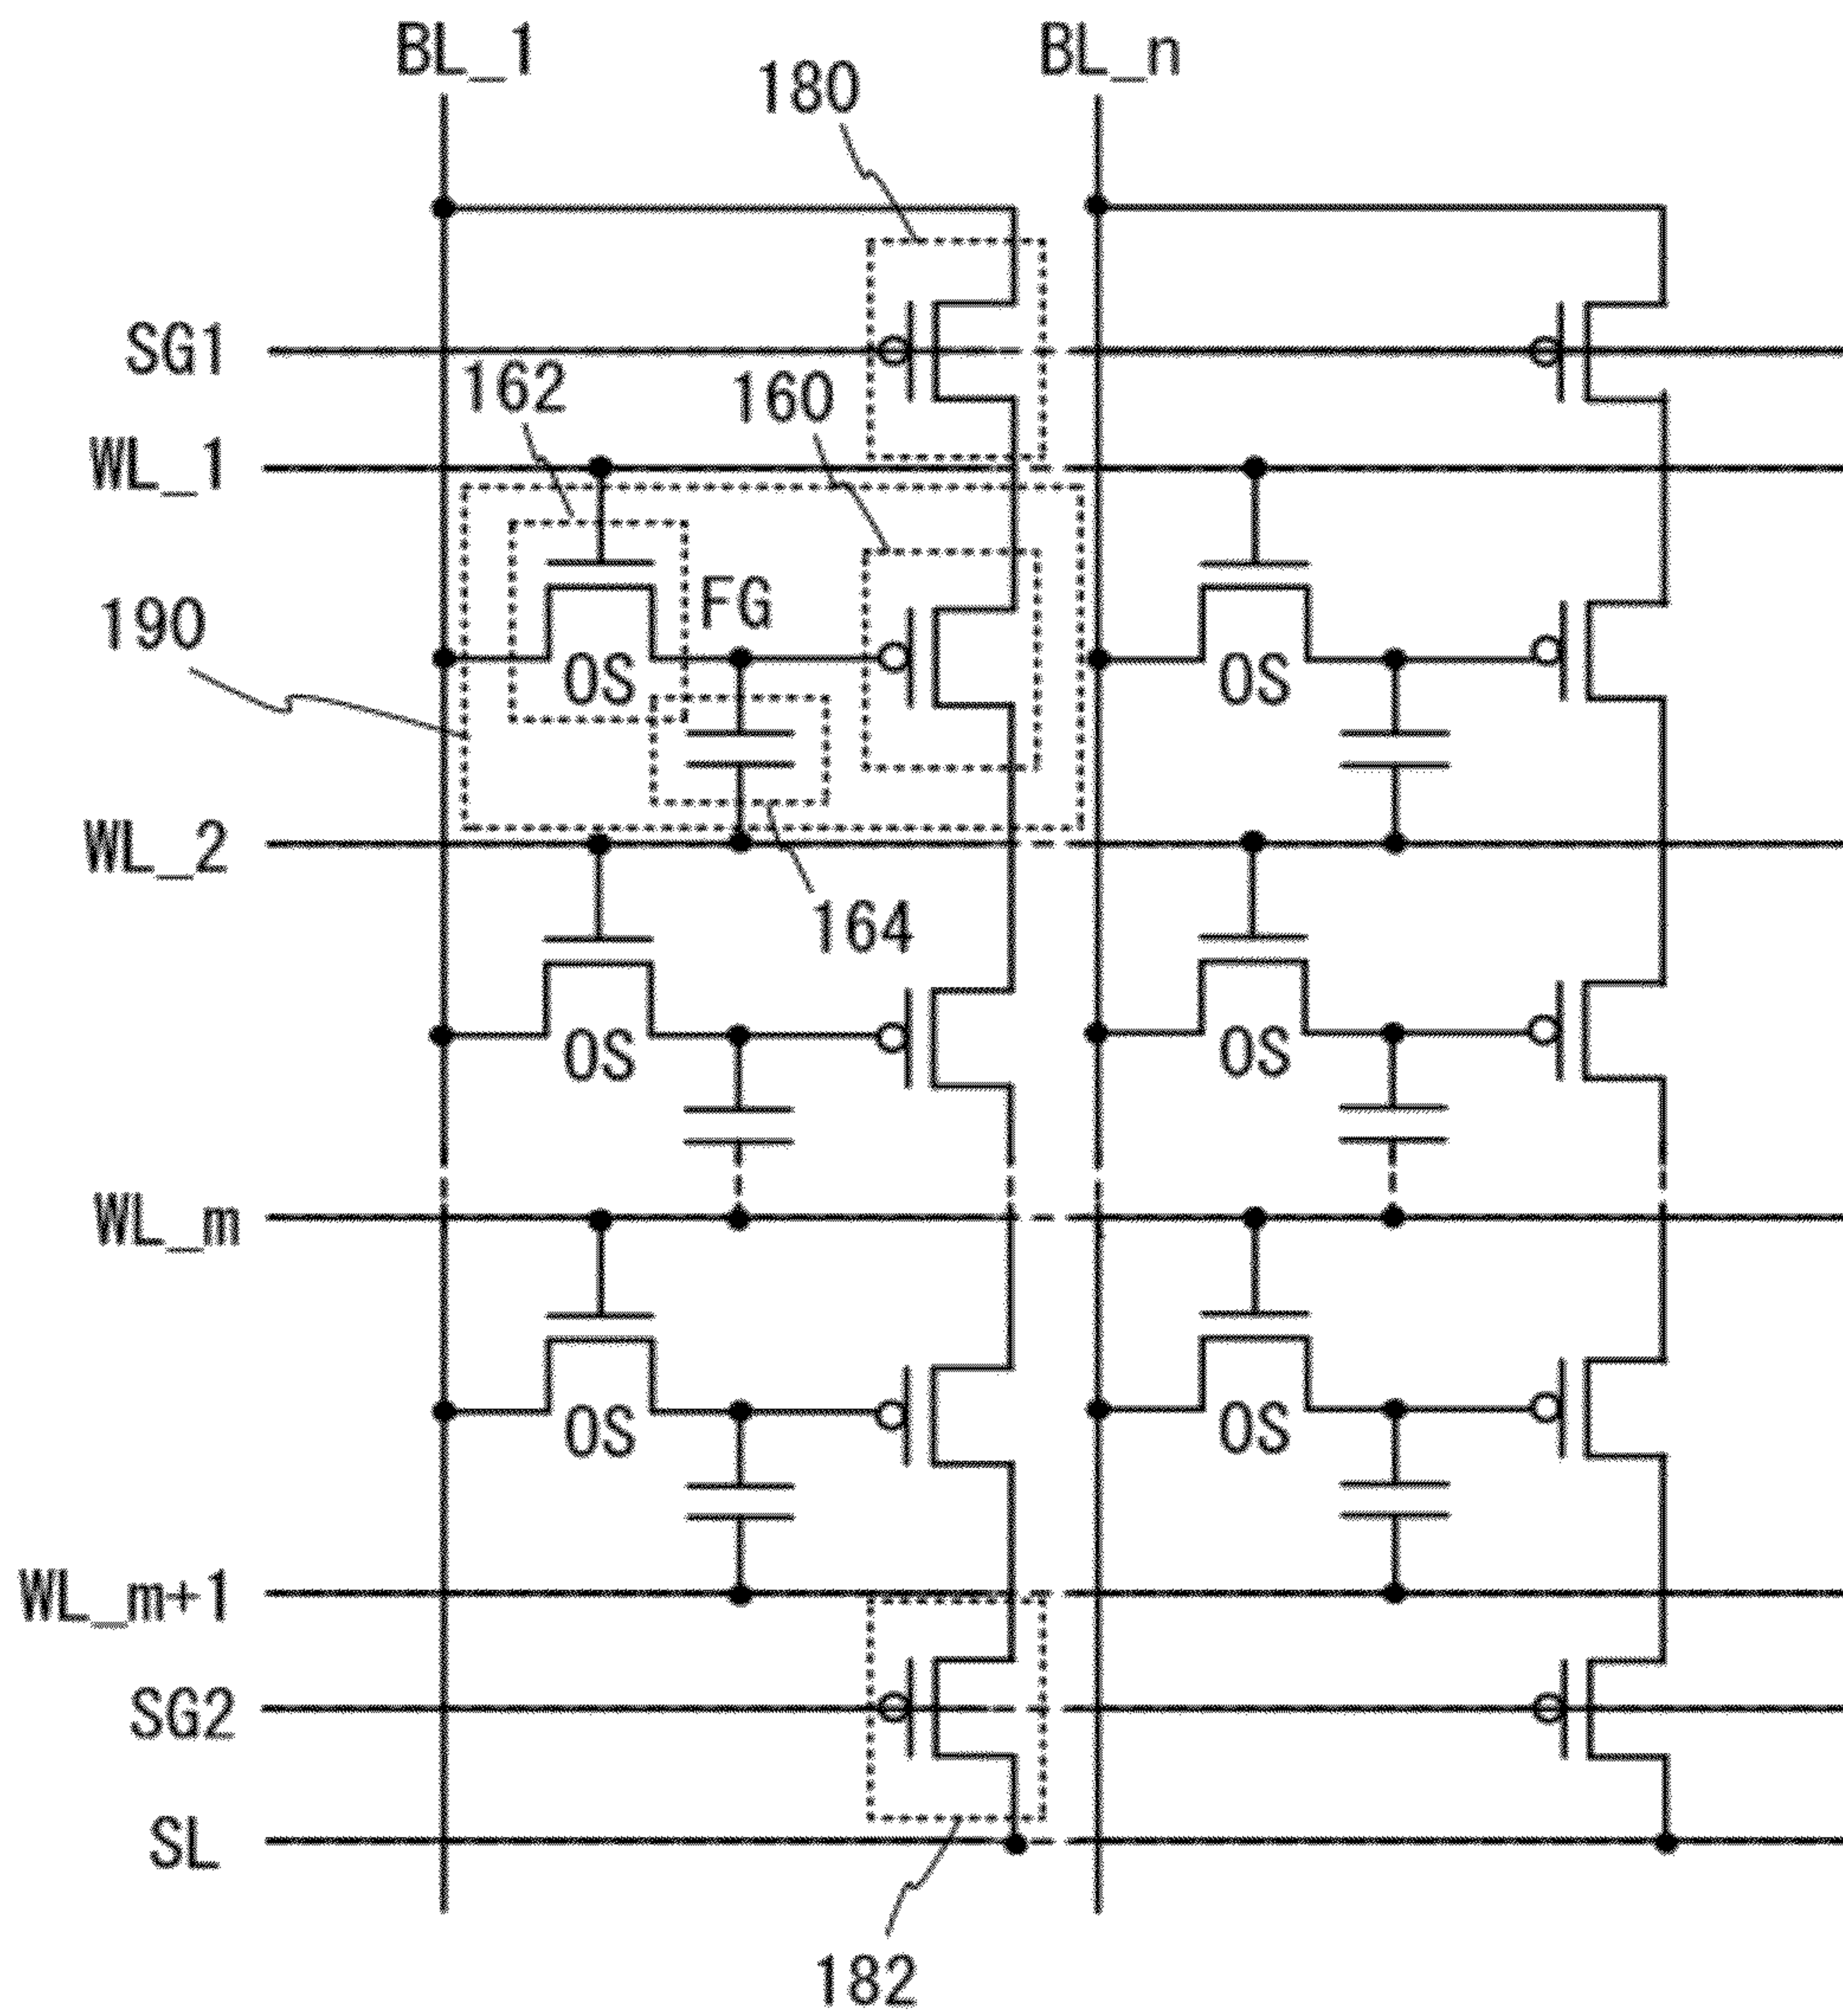 BL_1
BL_n
180
SG1
162
160
WL_1
FG
190
OS
OS
WL_2
164
OS
OS
WL_m
OS
OS
WL_m+1
SG2
SL
182